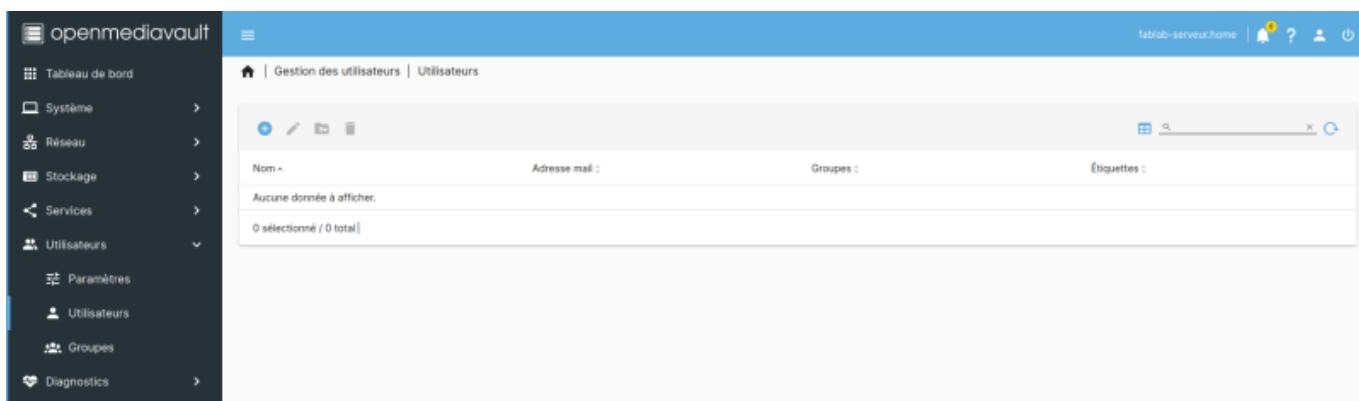 openmediavault
fablab-serveur.home | ?
Tableau de bord
| Gestion des utilisateurs | Utilisateurs
Système
Réseau
Stockage
Services
Utilisateurs
Paramètres
Utilisateurs
Groupes
Diagnostics
Nom Adresse mail Groupes Étiquettes
Aucune donnée à afficher.
0 sélectionné / 0 total